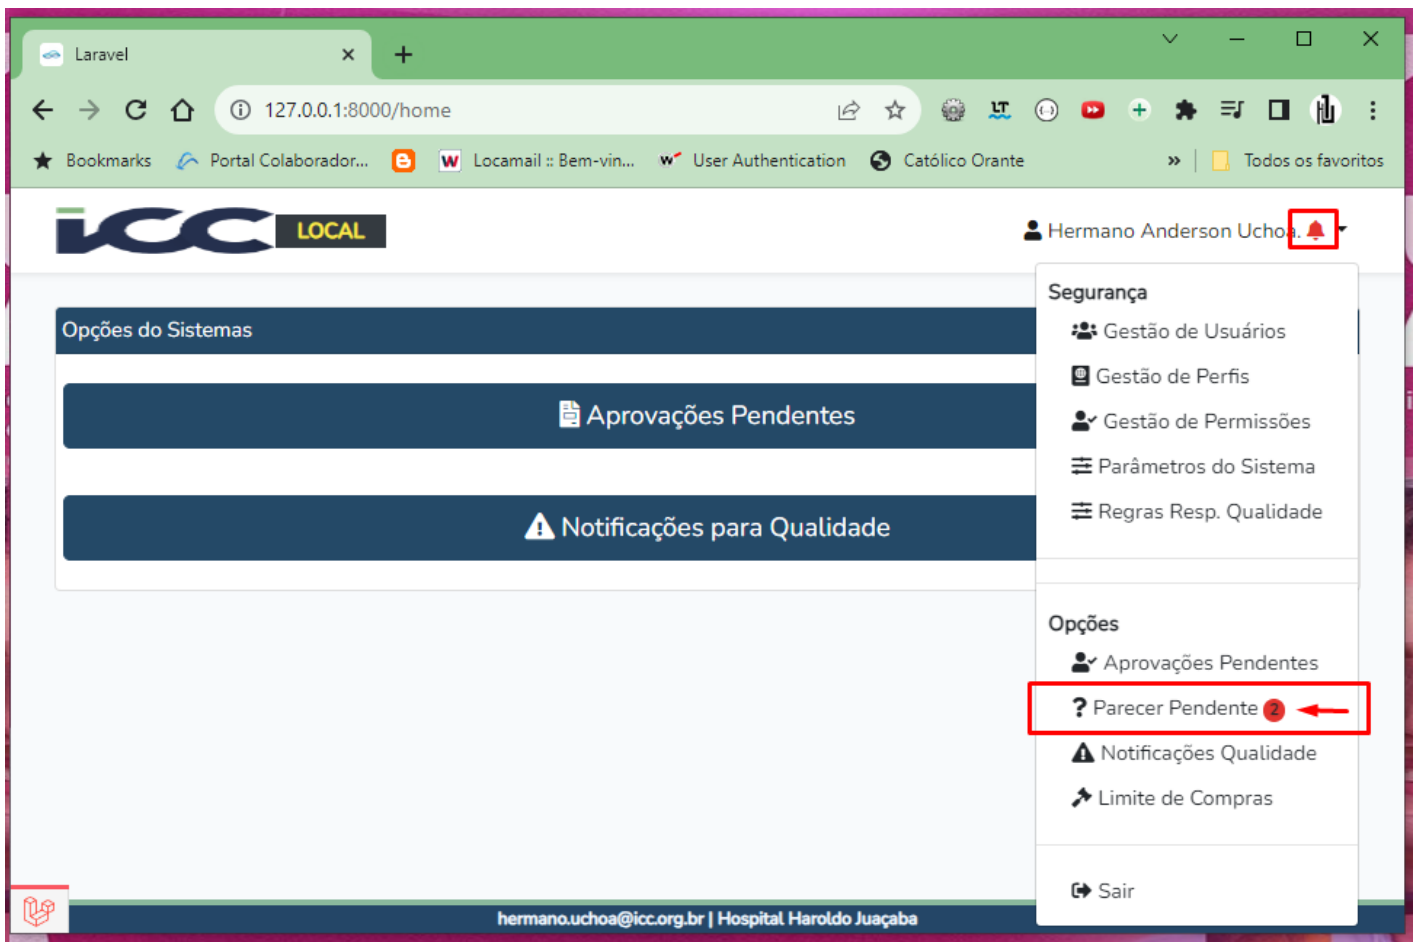 Laravel
127.0.0.1:8000/home
Bookmarks Portal Colaborador... Locamail :: Bem-vin... User Authentication Católico Orante » Todos os favoritos
icc LOCAL
Hermano Anderson Uchoa.
Segurança
Gestão de Usuários
Gestão de Perfis
Gestão de Permissões
Parâmetros do Sistema
Regras Resp. Qualidade
Opções do Sistemas
Aprovações Pendentes
Notificações para Qualidade
Opções
Aprovações Pendentes
? Parecer Pendente 2
Notificações Qualidade
Limite de Compras
Sair
hermano.uchoa@icc.org.br | Hospital Haroldo Juaçaba